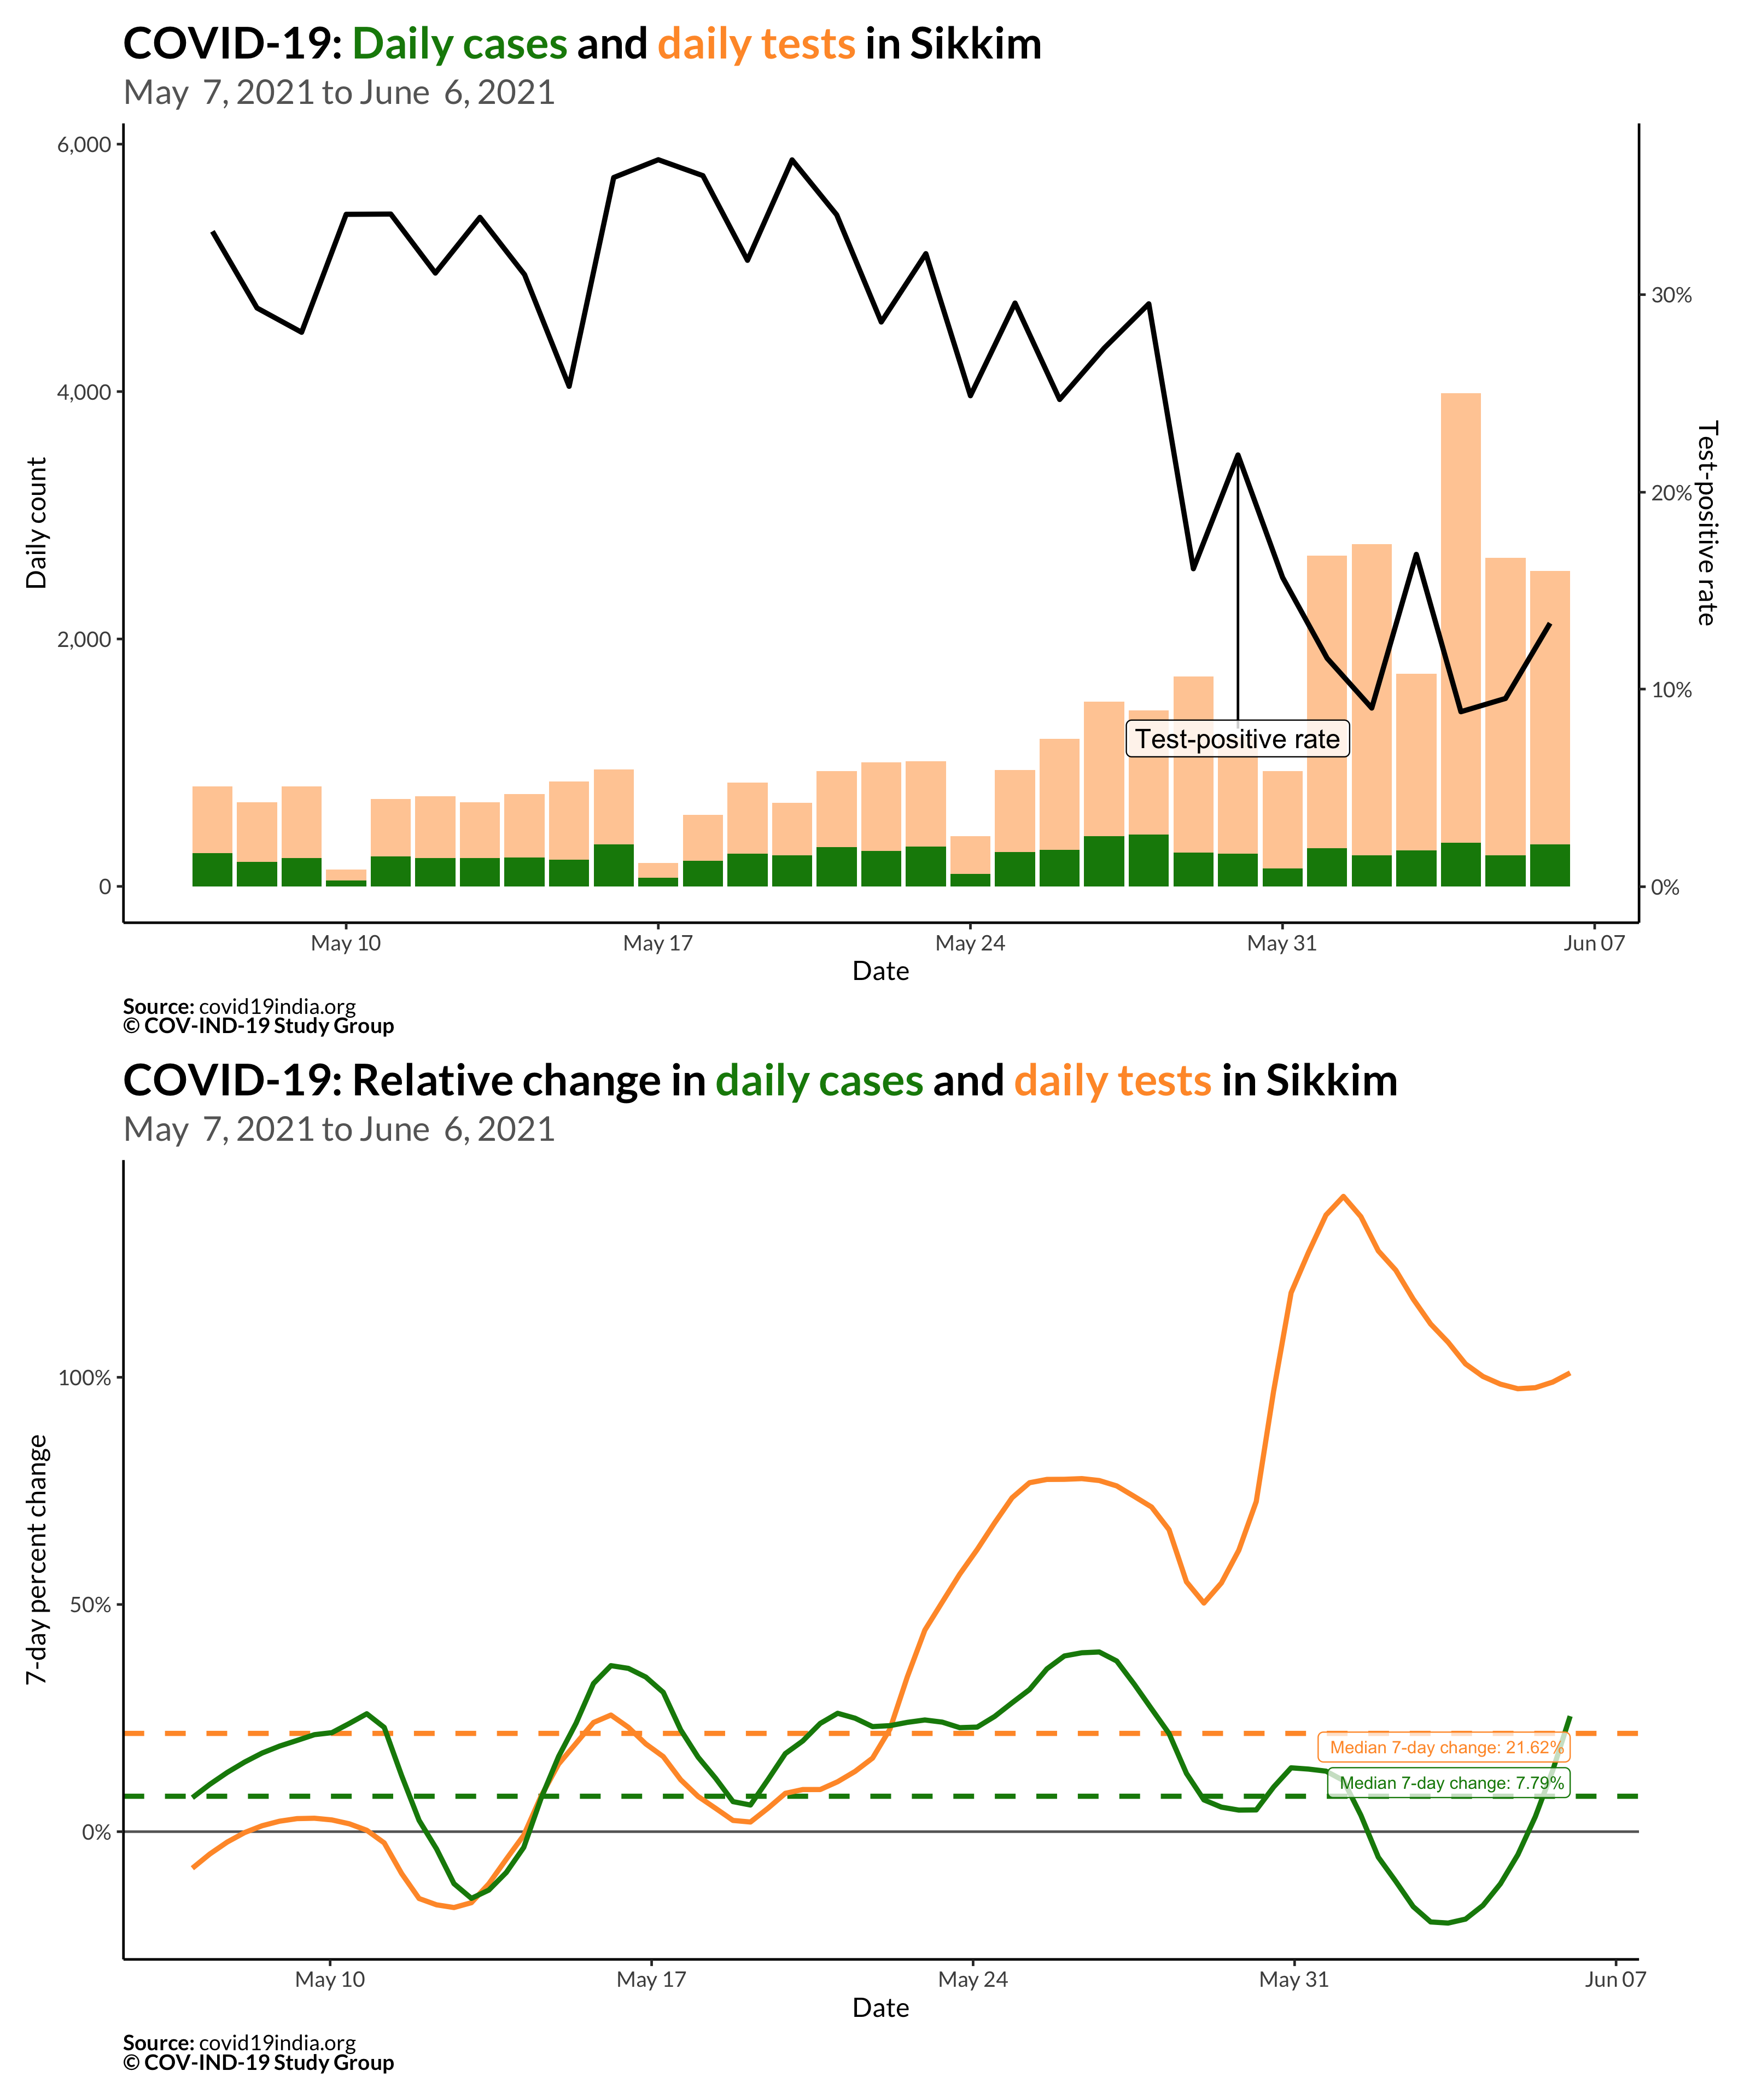 COVID-19: Daily cases and daily tests in Sikkim
May 7, 2021 to June 6, 2021
6,000
4,000
2,000
0
Daily count
30%
20%
10%
0%
Test-positive rate
Test-positive rate
May 10
May 17
May 24
May 31
Jun 07
Date
Source: covid19india.org
© COV-IND-19 Study Group
COVID-19: Relative change in daily cases and daily tests in Sikkim
May 7, 2021 to June 6, 2021
100%
50%
0%
7-day percent change
Median 7-day change: 21.62%
Median 7-day change: 7.79%
May 10
May 17
May 24
May 31
Jun 07
Date
Source: covid19india.org
© COV-IND-19 Study Group